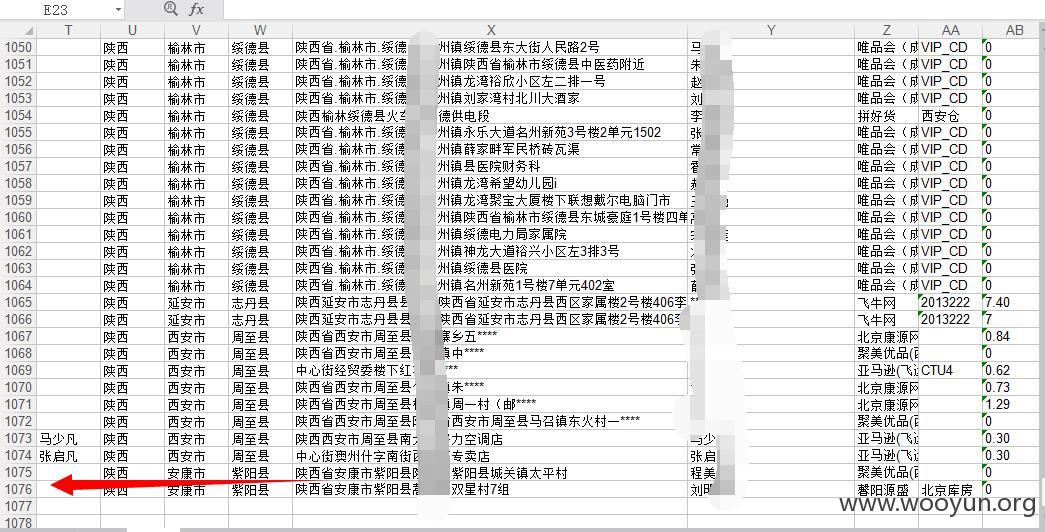 E23 fx
T U V W X Y Z AA AB
1050 陕西 榆林市 绥德县 陕西省.榆林市.绥德 州镇绥德县东大街人民路2号 马 唯品会（成 VIP_CD 0
1051 陕西 榆林市 绥德县 陕西省.榆林市.绥德 州镇陕西省榆林市绥德县中医药附近 朱 唯品会（成 VIP_CD 0
1052 陕西 榆林市 绥德县 陕西省.榆林市.绥德 州镇龙湾裕欣小区左二排一号 赵 唯品会（成 VIP_CD 0
1053 陕西 榆林市 绥德县 陕西省.榆林市.绥德 州镇刘家湾村北川大酒家 刘 唯品会（成 VIP_CD 0
1054 陕西 榆林市 绥德县 陕西榆林绥德县火车 德供电段 李 拼好货 西安仓 0
1055 陕西 榆林市 绥德县 陕西省.榆林市.绥德 州镇永乐大道名州新苑3号楼2单元1502 张 唯品会（成 VIP_CD 0
1056 陕西 榆林市 绥德县 陕西省.榆林市.绥德 州镇薛家畔军民桥砖瓦渠 常 唯品会（成 VIP_CD 0
1057 陕西 榆林市 绥德县 陕西省.榆林市.绥德 州镇县医院财务科 唯品会（成 VIP_CD 0
1058 陕西 榆林市 绥德县 陕西省.榆林市.绥德 州镇龙湾希望幼儿园i 唯品会（成 VIP_CD 0
1059 陕西 榆林市 绥德县 陕西省.榆林市.绥德 州镇龙湾聚宝大厦楼下联想戴尔电脑门市 唯品会（成 VIP_CD 0
1060 陕西 榆林市 绥德县 陕西省.榆林市.绥德 州镇陕西省榆林市绥德县东城豪庭1号楼四单 唯品会（成 VIP_CD 0
1061 陕西 榆林市 绥德县 陕西省.榆林市.绥德 州镇绥德电力局家属院 唯品会（成 VIP_CD 0
1062 陕西 榆林市 绥德县 陕西省.榆林市.绥德 州镇神龙大道裕兴小区左3排3号 唯品会（成 VIP_CD 0
1063 陕西 榆林市 绥德县 陕西省.榆林市.绥德 州镇绥德县医院 张 唯品会（成 VIP_CD 0
1064 陕西 榆林市 绥德县 陕西省.榆林市.绥德 州镇名州新苑1号楼7单元402室 唯品会（成 VIP_CD 0
1065 陕西 延安市 志丹县 陕西延安市志丹县县 陕西省延安市志丹县西区家属楼2号楼406李 飞牛网 2013222 7.40
1066 陕西 延安市 志丹县 陕西延安市志丹县县 陕西省延安市志丹县西区家属楼2号楼406李 飞牛网 2013222 7
1067 陕西 西安市 周至县 陕西省西安市周至县 寨乡五**** 北京康源网 0.84
1068 陕西 西安市 周至县 陕西省西安市周至县 镇中**** 聚美优品(西 0
1069 陕西 西安市 周至县 中心街经贸委楼下红 **** 亚马逊(飞运 CTU4 0.62
1070 陕西 西安市 周至县 陕西省西安市周至县 镇朱**** 北京康源网 0.73
1071 陕西 西安市 周至县 陕西省西安市周至县 镇周一村（邮**** 北京康源网 1.29
1072 陕西 西安市 周至县 陕西省西安市周至县 省西安市周至县马召镇东火村一**** 聚美优品(西 0
1073 马少凡 陕西 西安市 周至县 陕西西安市周至县南大 力空调店 马少 亚马逊(飞运 0.30
1074 张启凡 陕西 西安市 周至县 中心街贾州什字南街西 专卖店 张启 亚马逊(飞运 0.30
1075 陕西 安康市 紫阳县 陕西省安康市紫阳县 紫阳县城关镇太平村 程美 聚美优品(西 0
1076 陕西 安康市 紫阳县 陕西省安康市紫阳县高 双星村7组 刘明 馨阳源盛 北京库房 0
1077
1078
www.wooyun.org